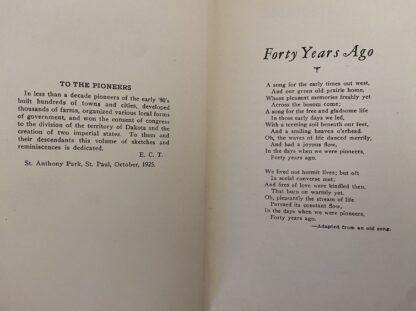 TO THE PIONEERS
In less than a decade pioneers of the early '80's
built hundreds of towns and cities, developed
thousands of farms, organized various local forms
of government, and won the consent of congress
to the division of the territory of Dakota and the
creation of two imperial states. To them and
their descendants this volume of sketches and
reminiscences is dedicated.
E. C. T.
St. Anthony Park, St. Paul, October, 1925.
Forty Years Ago
A song for the early times out west,
And our green old prairie home,
Whose pleasant memories freshly yet
Across the bosom come;
A song for the free and gladsome life
In those early days we led,
With a teeming soil beneath our feet,
And a smiling heaven o'erhead.
Oh, the waves of life danced merrily,
And had a joyous flow,
In the days when we were pioneers,
Forty years ago.
We lived not hermit lives; but oft
In social converse met;
And fires of love were kindled then,
That burn on warmly yet.
Oh, pleasantly the stream of life
Pursued its constant flow,
In the days when we were pioneers,
Forty years ago.
—Adapted from an old song.